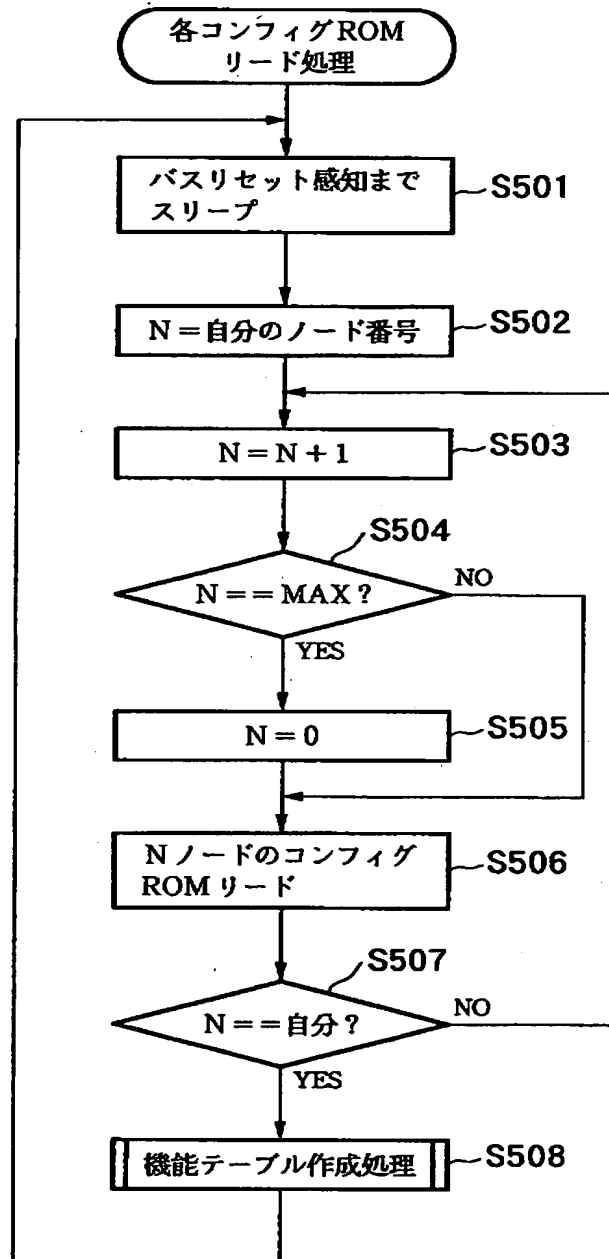 各コンフィグROM
リード処理
バスリセット感知まで
スリープ
S501
N＝自分のノード番号
S502
N＝N＋1
S503
S504
N＝＝MAX？
NO
YES
N＝0
S505
Nノードのコンフィグ
ROMリード
S506
S507
N＝＝自分？
NO
YES
機能テーブル作成処理
S508